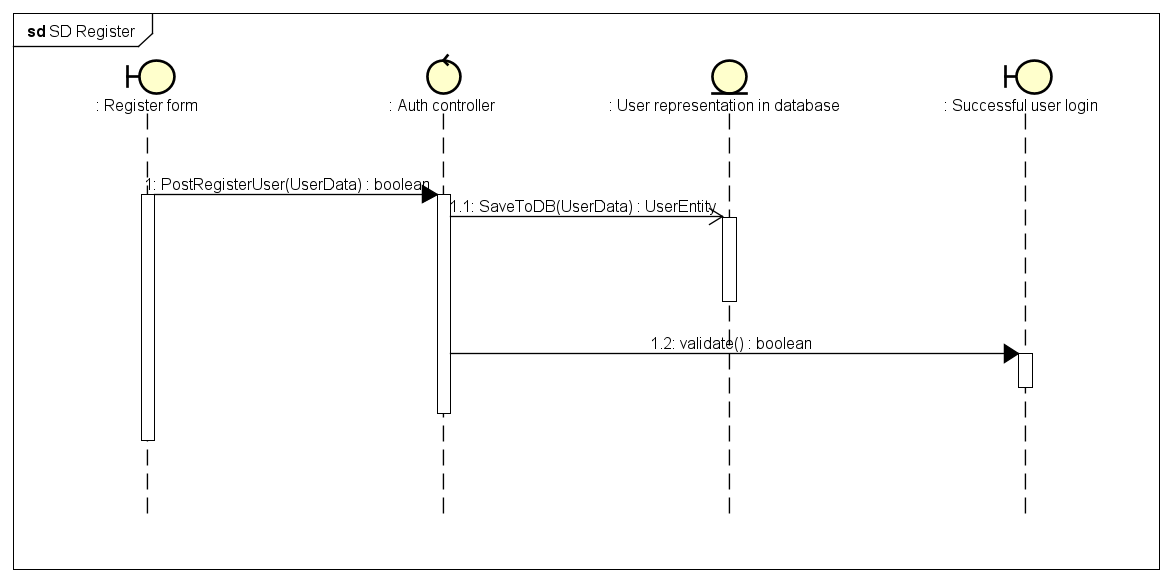 sd SD Register
: Register form
: Auth controller
: User representation in database
: Successful user login
1: PostRegisterUser(UserData) : boolean
1.1: SaveToDB(UserData) : UserEntity
1.2: validate() : boolean